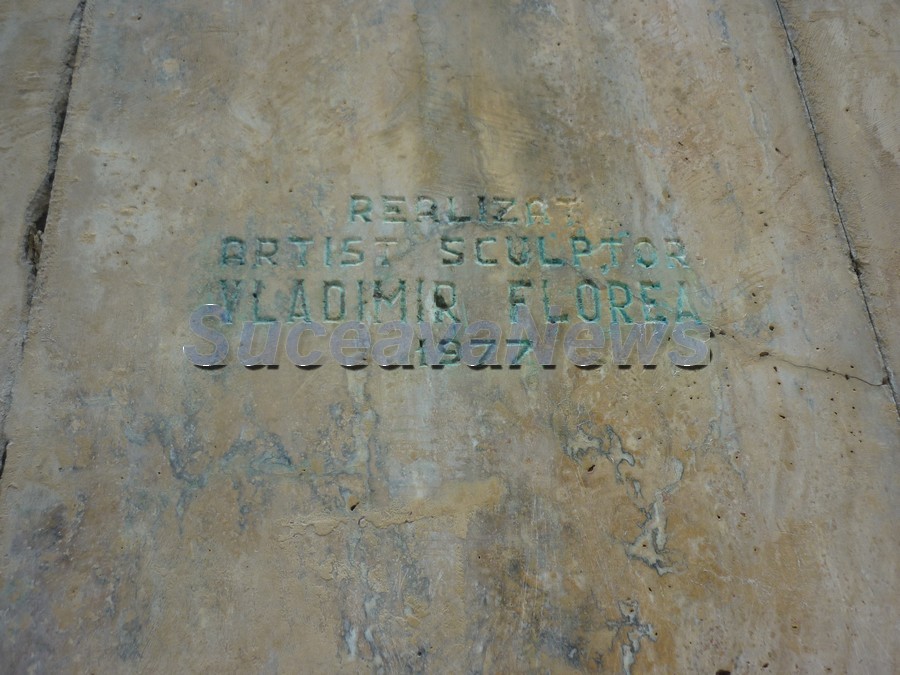 REALIZAT
ARTIST SCULPTOR
VLADIMIR FLOREA
SuceavaNews
1977